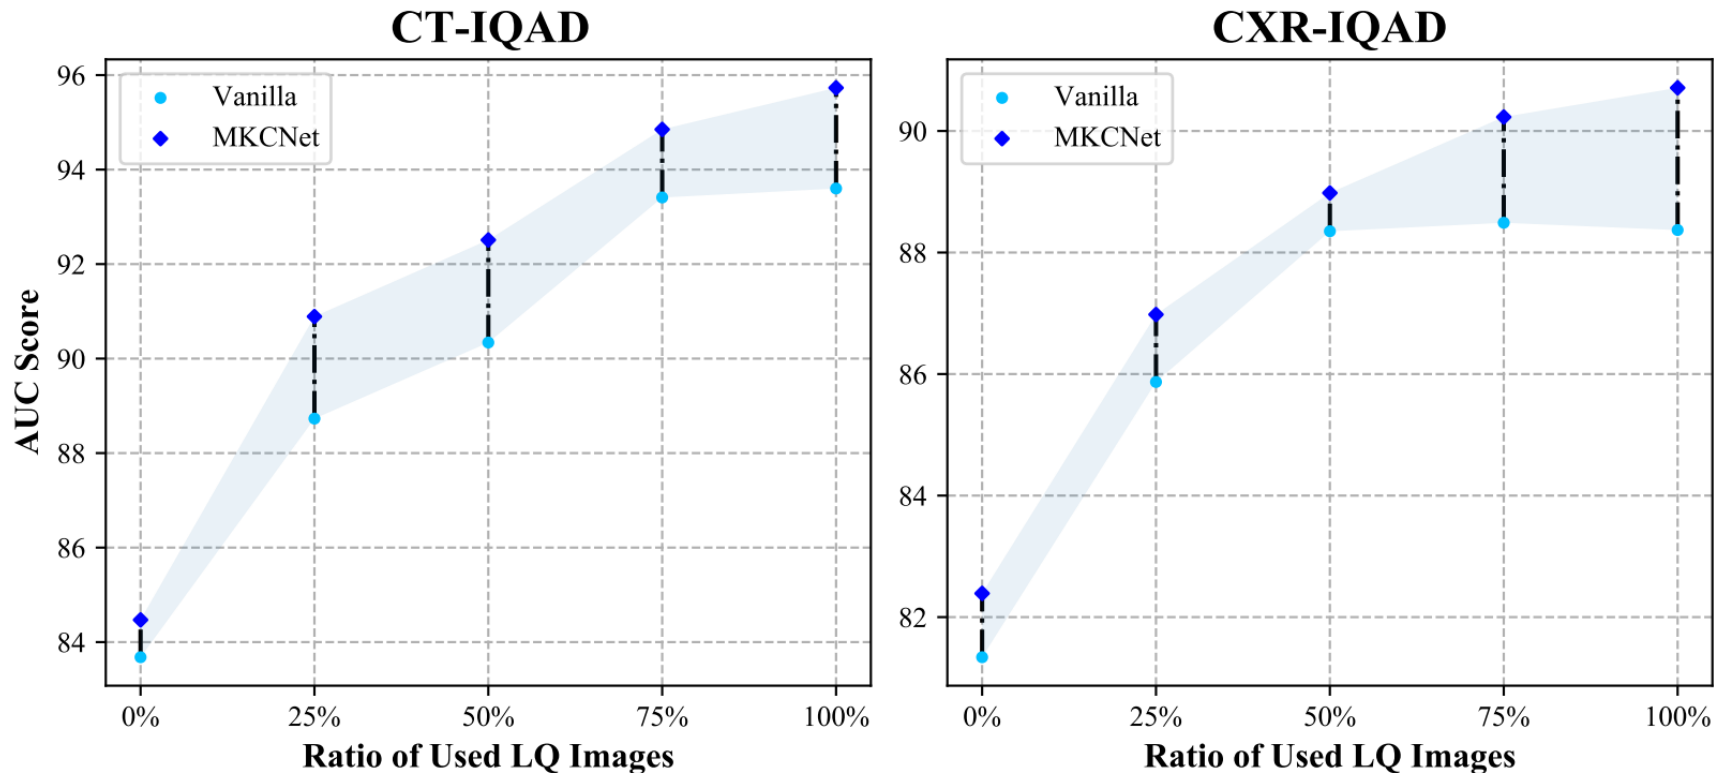 CT-IQAD
Vanilla
MKCNet
96
94
92
90
88
86
84
AUC Score
0%
25%
50%
75%
100%
Ratio of Used LQ Images
CXR-IQAD
Vanilla
MKCNet
90
88
86
84
82
0%
25%
50%
75%
100%
Ratio of Used LQ Images